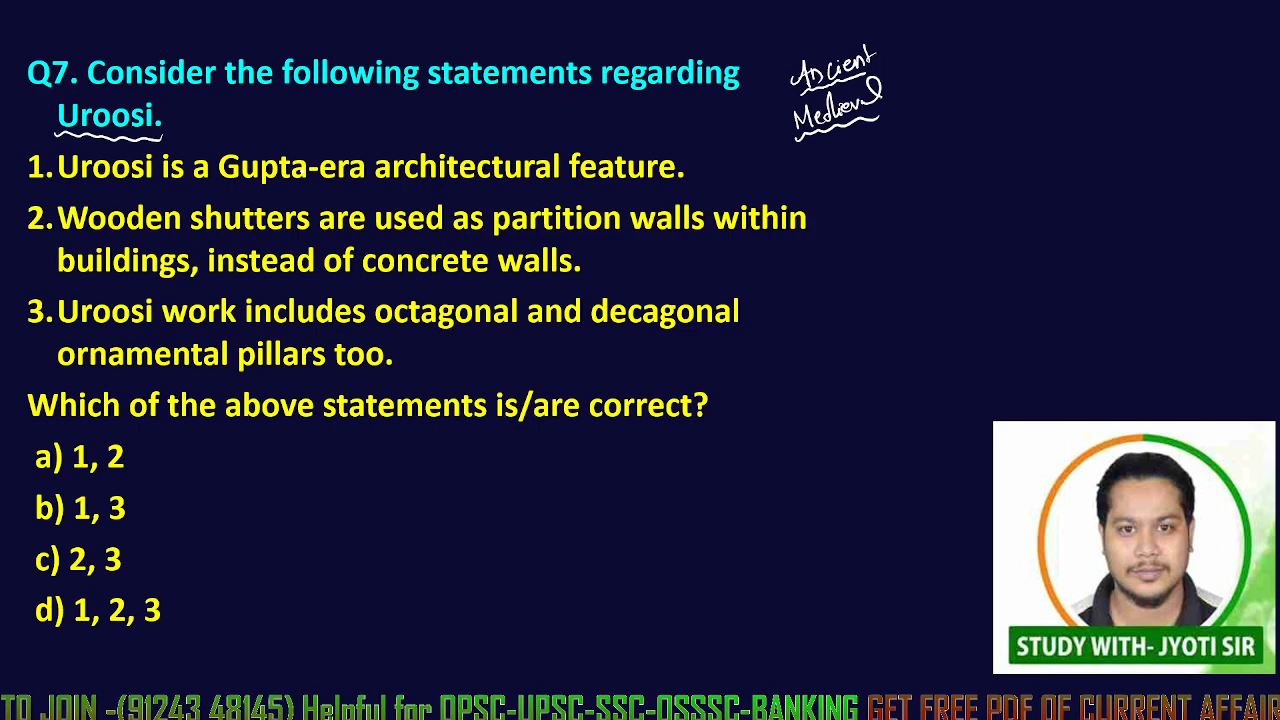 Q7. Consider the following statements regarding
Uroosi.
Ancient
Medieval
1. Uroosi is a Gupta-era architectural feature.
2. Wooden shutters are used as partition walls within
buildings, instead of concrete walls.
3. Uroosi work includes octagonal and decagonal
ornamental pillars too.
Which of the above statements is/are correct?
a) 1, 2
b) 1, 3
c) 2, 3
d) 1, 2, 3
STUDY WITH- JYOTI SIR
TO JOIN -(91243 48145) Helpful for OPSC-UPSC-SSC-OSSSC-BANKING GET FREE PDF OF CURRENT AFFAIR